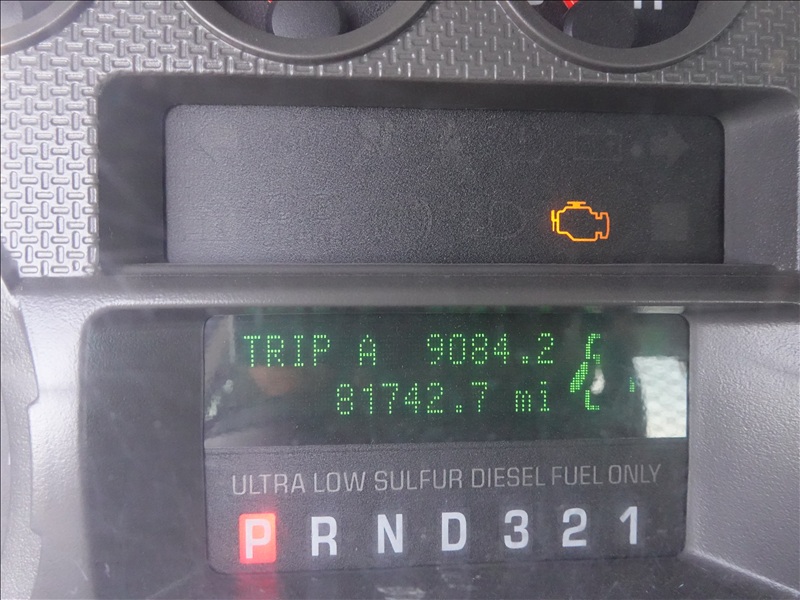 H
TRIP A 9084.2
81742.7 mi
ULTRA LOW SULFUR DIESEL FUEL ONLY
P R N D 3 2 1